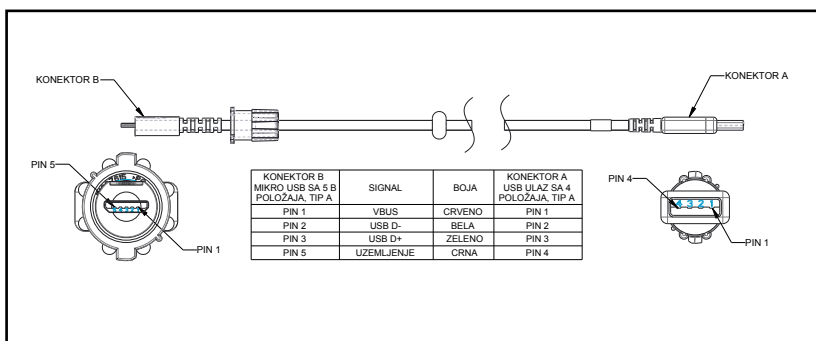 KONEKTOR B
KONEKTOR A
PIN 5
PIN 1
KONEKTOR B
MIKRO USB SA 5 B
POLOŽAJA, TIP A
SIGNAL
BOJA
KONEKTOR A
USB ULAZ SA 4
POLOŽAJA, TIP A
PIN 1 VBUS CRVENO PIN 1
PIN 2 USB D- BELA PIN 2
PIN 3 USB D+ ZELENO PIN 3
PIN 5 UZEMLJENJE CRNA PIN 4
PIN 4
4 3 2 1
PIN 1